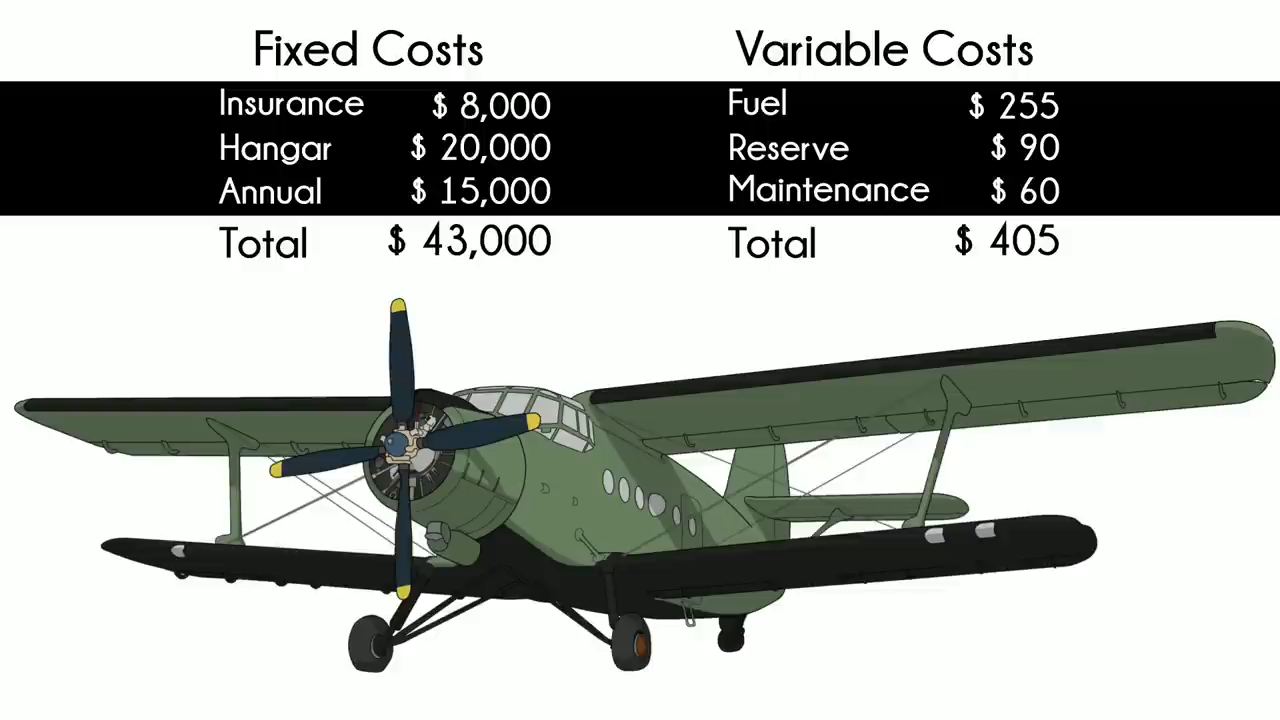 Fixed Costs
Insurance $ 8,000
Hangar $ 20,000
Annual $ 15,000
Total $ 43,000
Variable Costs
Fuel $ 255
Reserve $ 90
Maintenance $ 60
Total $ 405